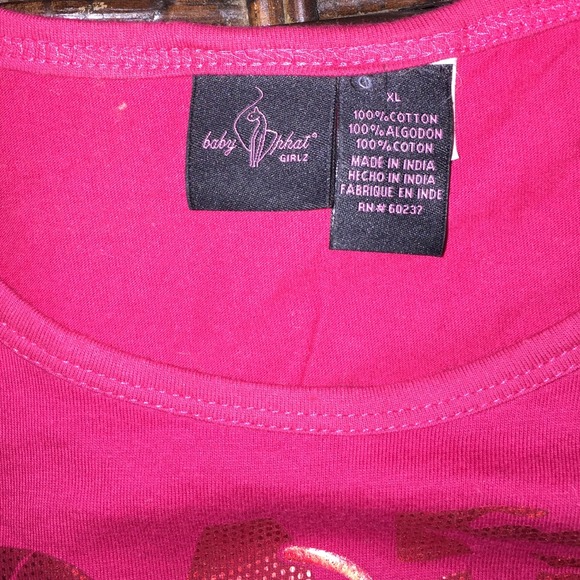 baby phat®
GIRLZ
XL
100% COTTON
100% ALGODON
100% COTON
MADE IN INDIA
HECHO IN INDIA
FABRIQUE EN INDE
RN# 60237